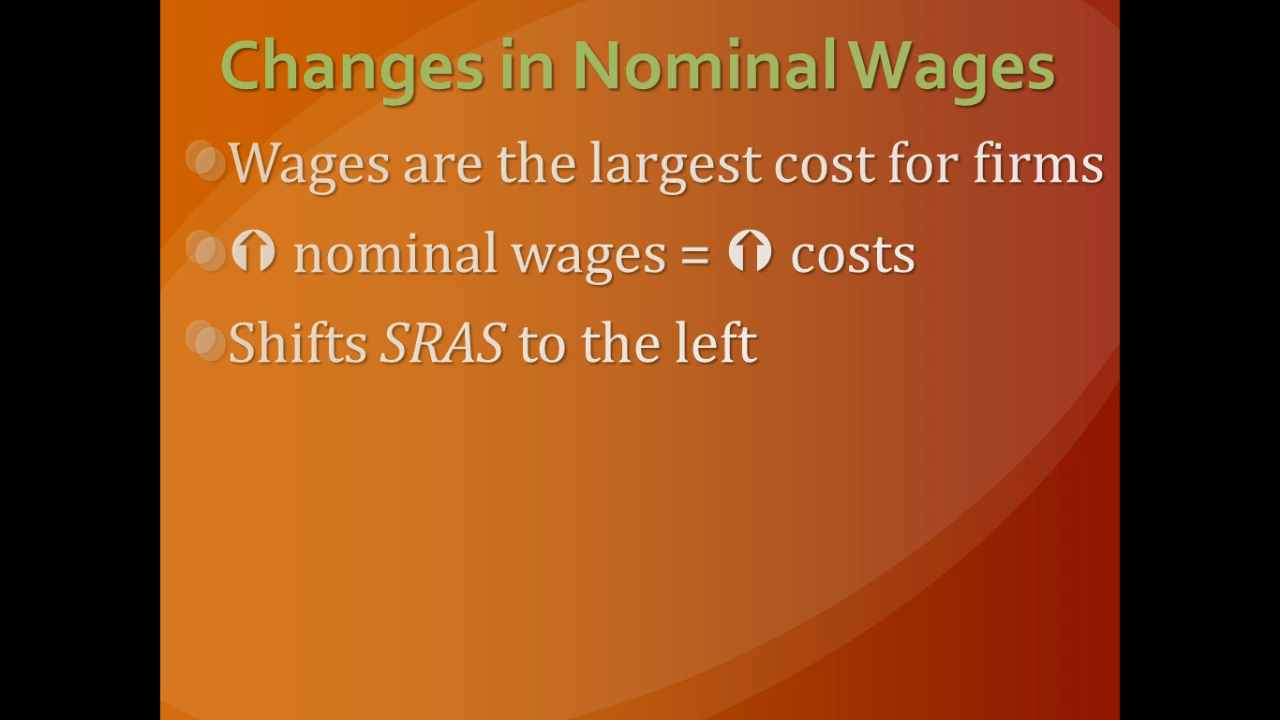 Changes in Nominal Wages
Wages are the largest cost for firms
⬆ nominal wages = ⬆ costs
Shifts SRAS to the left